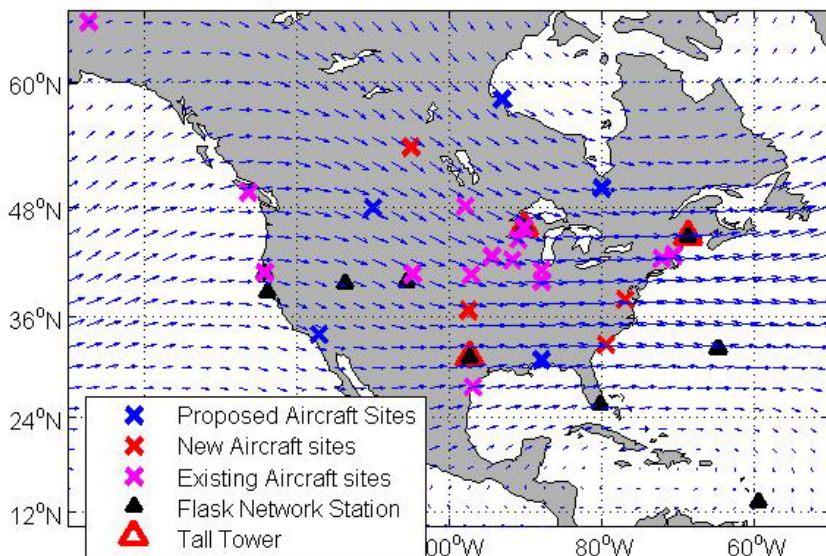 60°N
48°N
36°N
24°N
12°N
Proposed Aircraft Sites
New Aircraft sites
Existing Aircraft sites
Flask Network Station
Tall Tower
00°W
80°W
60°W